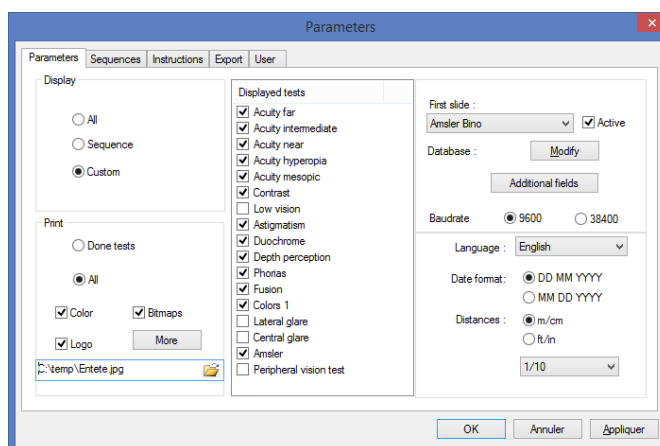 Parameters
Parameters Sequences Instructions Export User
Display
All
Sequence
Custom
Print
Done tests
All
Color Bitmaps
Logo More
C:\temp\Entete.jpg
Displayed tests
Acuity far
Acuity intermediate
Acuity near
Acuity hyperopia
Acuity mesopic
Contrast
Low vision
Astigmatism
Duochrome
Depth perception
Phorias
Fusion
Colors 1
Lateral glare
Central glare
Amsler
Peripheral vision test
First slide :
Amsler Bino Active
Database : Modify
Additional fields
Baudrate 9600 38400
Language : English
Date format: DD MM YYYY
MM DD YYYY
Distances : m/cm
ft/in
1/10
OK Annuler Appliquer